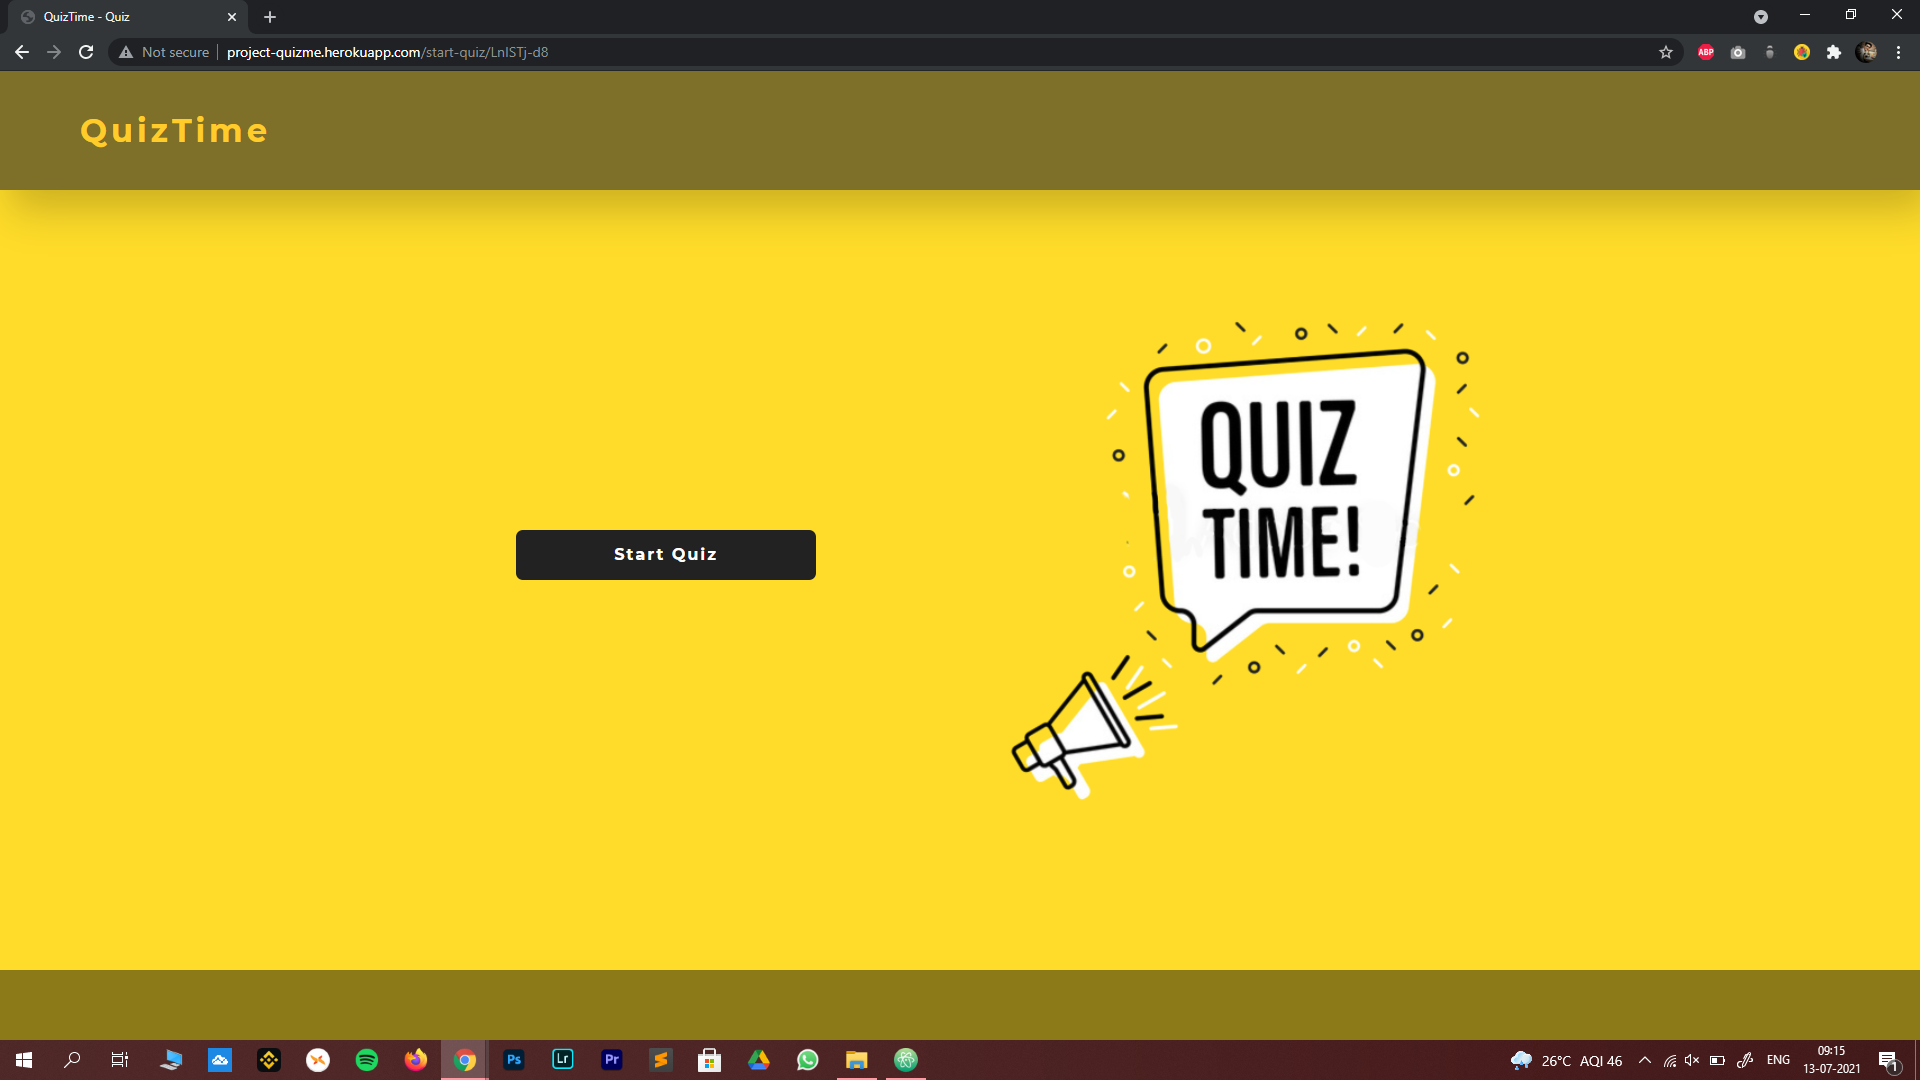 QuizTime - Quiz
Not secure
project-quizme.herokuapp.com/start-quiz/LnlSTj-d8
ABP
QuizTime
QUIZ
TIME!
Start Quiz
Ps
Lr
Pr
26°C AQI 46
ENG
09:15
13-07-2021
1